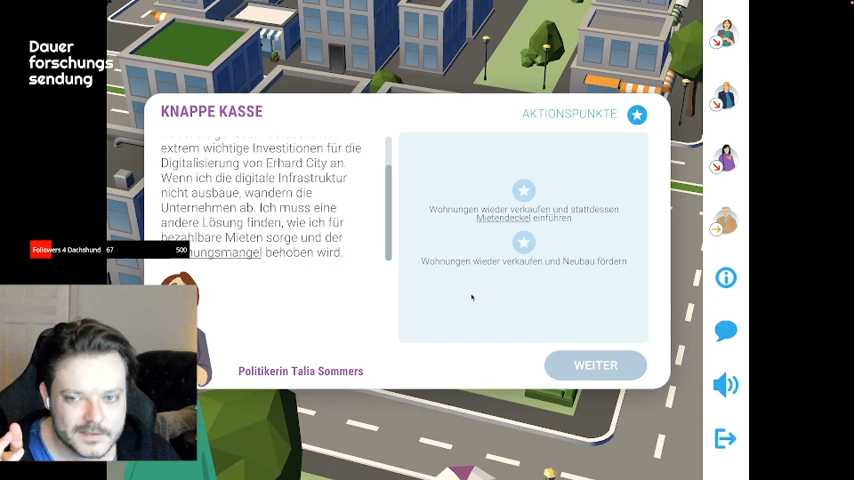 Dauer
forschungs
sendung
KNAPPE KASSE
AKTIONSPUNKTE:
extrem wichtige Investitionen für die
Digitalisierung von Erhard City an.
Wenn ich die digitale Infrastruktur
nicht ausbaue, wandern die
Unternehmen ab. Ich muss eine
andere Lösung finden, wie ich für
bezahlbare Mieten sorge und der
behoben wird.
Wohnungen wieder verkaufen und stattdessen
Mietendeckel einführen
Wohnungen wieder verkaufen und Neubau fördern
Followers 4 Dachshund 67 500
Politikerin Talia Sommers
WEITER